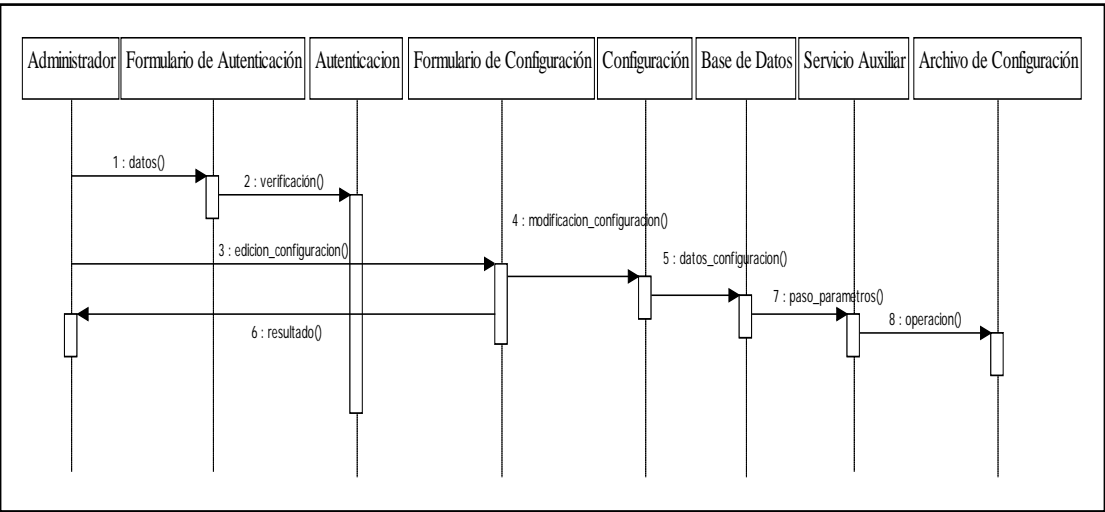 Administrador
Formulario de Autenticación
Autenticacion
Formulario de Configuración
Configuración
Base de Datos
Servicio Auxiliar
Archivo de Configuración
1 : datos()
2 : verificación()
3 : edicion_configuracion()
4 : modificacion_configuracion()
5 : datos_configuracion()
6 : resultado()
7 : paso_parametros()
8 : operacion()